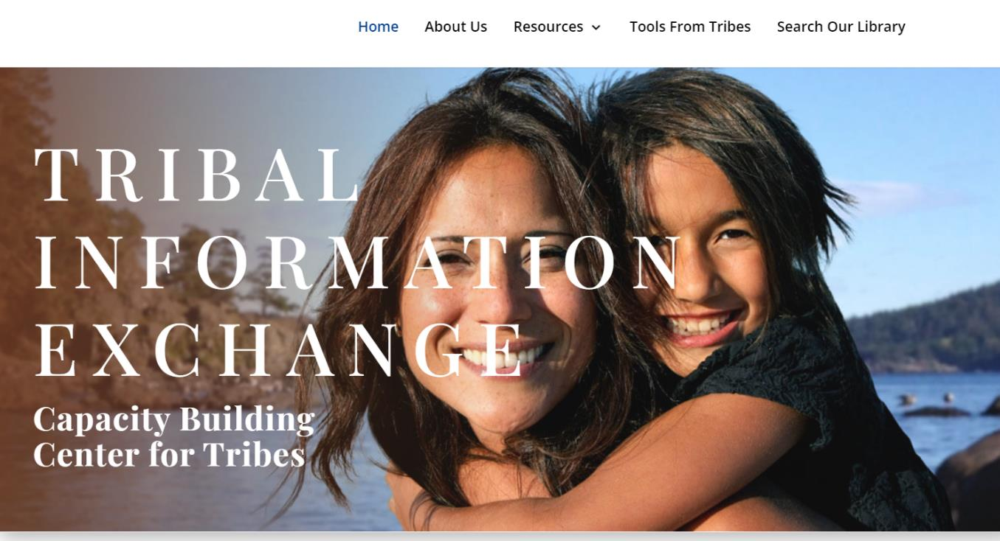 Home About Us Resources Tools From Tribes Search Our Library
TRIBAL
INFORMATION
EXCHANGE
Capacity Building
Center for Tribes